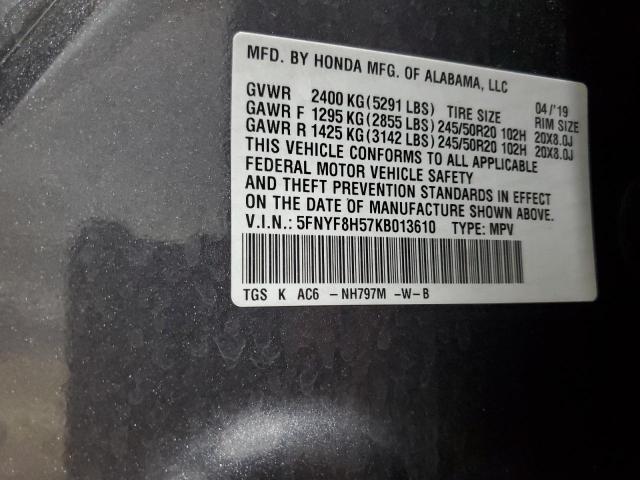 MFD. BY HONDA MFG. OF ALABAMA, LLC
GVWR 2400 KG (5291 LBS) TIRE SIZE 04/'19 RIM SIZE
GAWR F 1295 KG (2855 LBS) 245/50R20 102H 20X8.0J
GAWR R 1425 KG (3142 LBS) 245/50R20 102H 20X8.0J
THIS VEHICLE CONFORMS TO ALL APPLICABLE
FEDERAL MOTOR VEHICLE SAFETY
AND THEFT PREVENTION STANDARDS IN EFFECT
ON THE DATE OF MANUFACTURE SHOWN ABOVE.
V.I.N.: 5FNYF8H57KB013610 TYPE: MPV
TGS K AC6 -NH797M -W-B